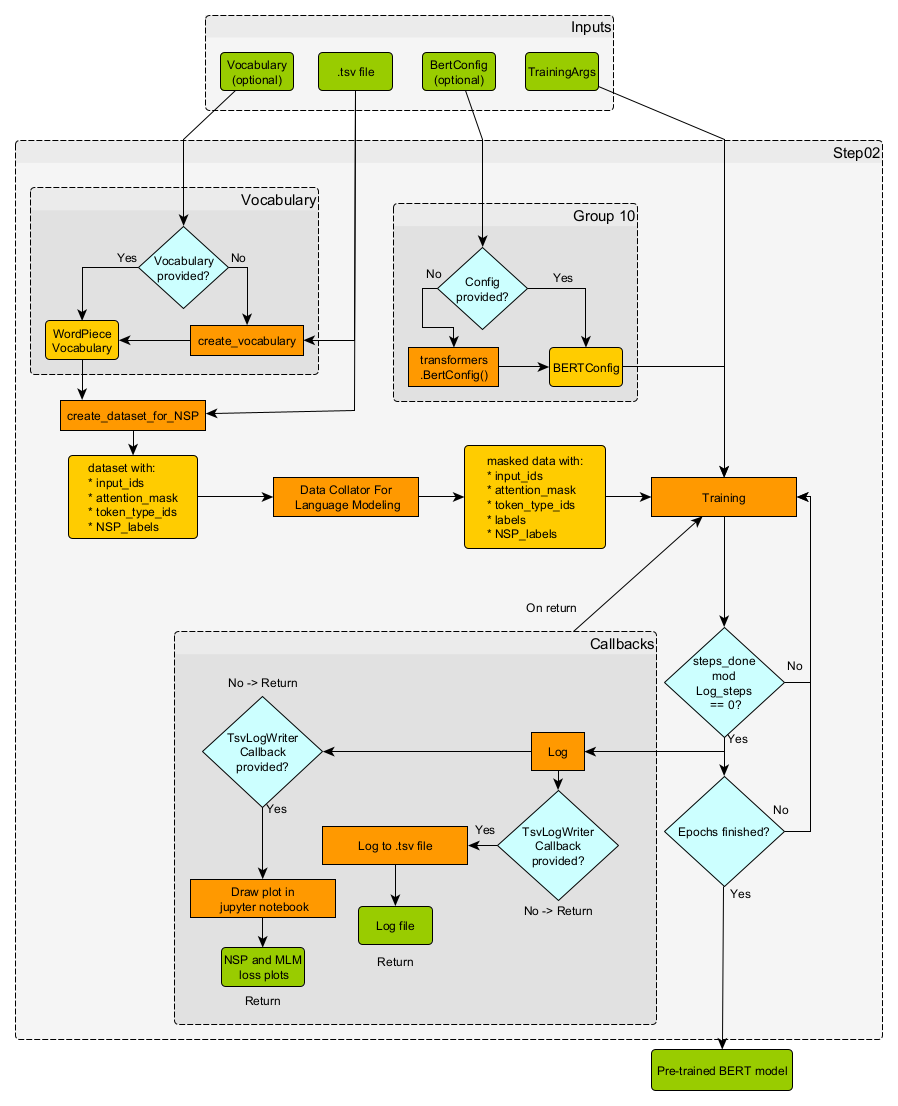 Inputs
Vocabulary
(optional)
.tsv file
BertConfig
(optional)
TrainingArgs
Step02
Vocabulary
Yes
Vocabulary
provided?
No
WordPiece
Vocabulary
create_vocabulary
Group 10
No
Config
provided?
Yes
transformers
.BertConfig()
BERTConfig
create_dataset_for_NSP
dataset with:
* input_ids
* attention_mask
* token_type_ids
* NSP_labels
Data Collator For
Language Modeling
masked data with:
* input_ids
* attention_mask
* token_type_ids
* labels
* NSP_labels
Training
On return
Callbacks
steps_done
mod
Log_steps
== 0?
No
Yes
No -> Return
TsvLogWriter
Callback
provided?
Yes
Log
TsvLogWriter
Callback
provided?
Yes
No -> Return
Log to .tsv file
Log file
Return
Draw plot in
jupyter notebook
NSP and MLM
loss plots
Return
Epochs finished?
No
Yes
Pre-trained BERT model